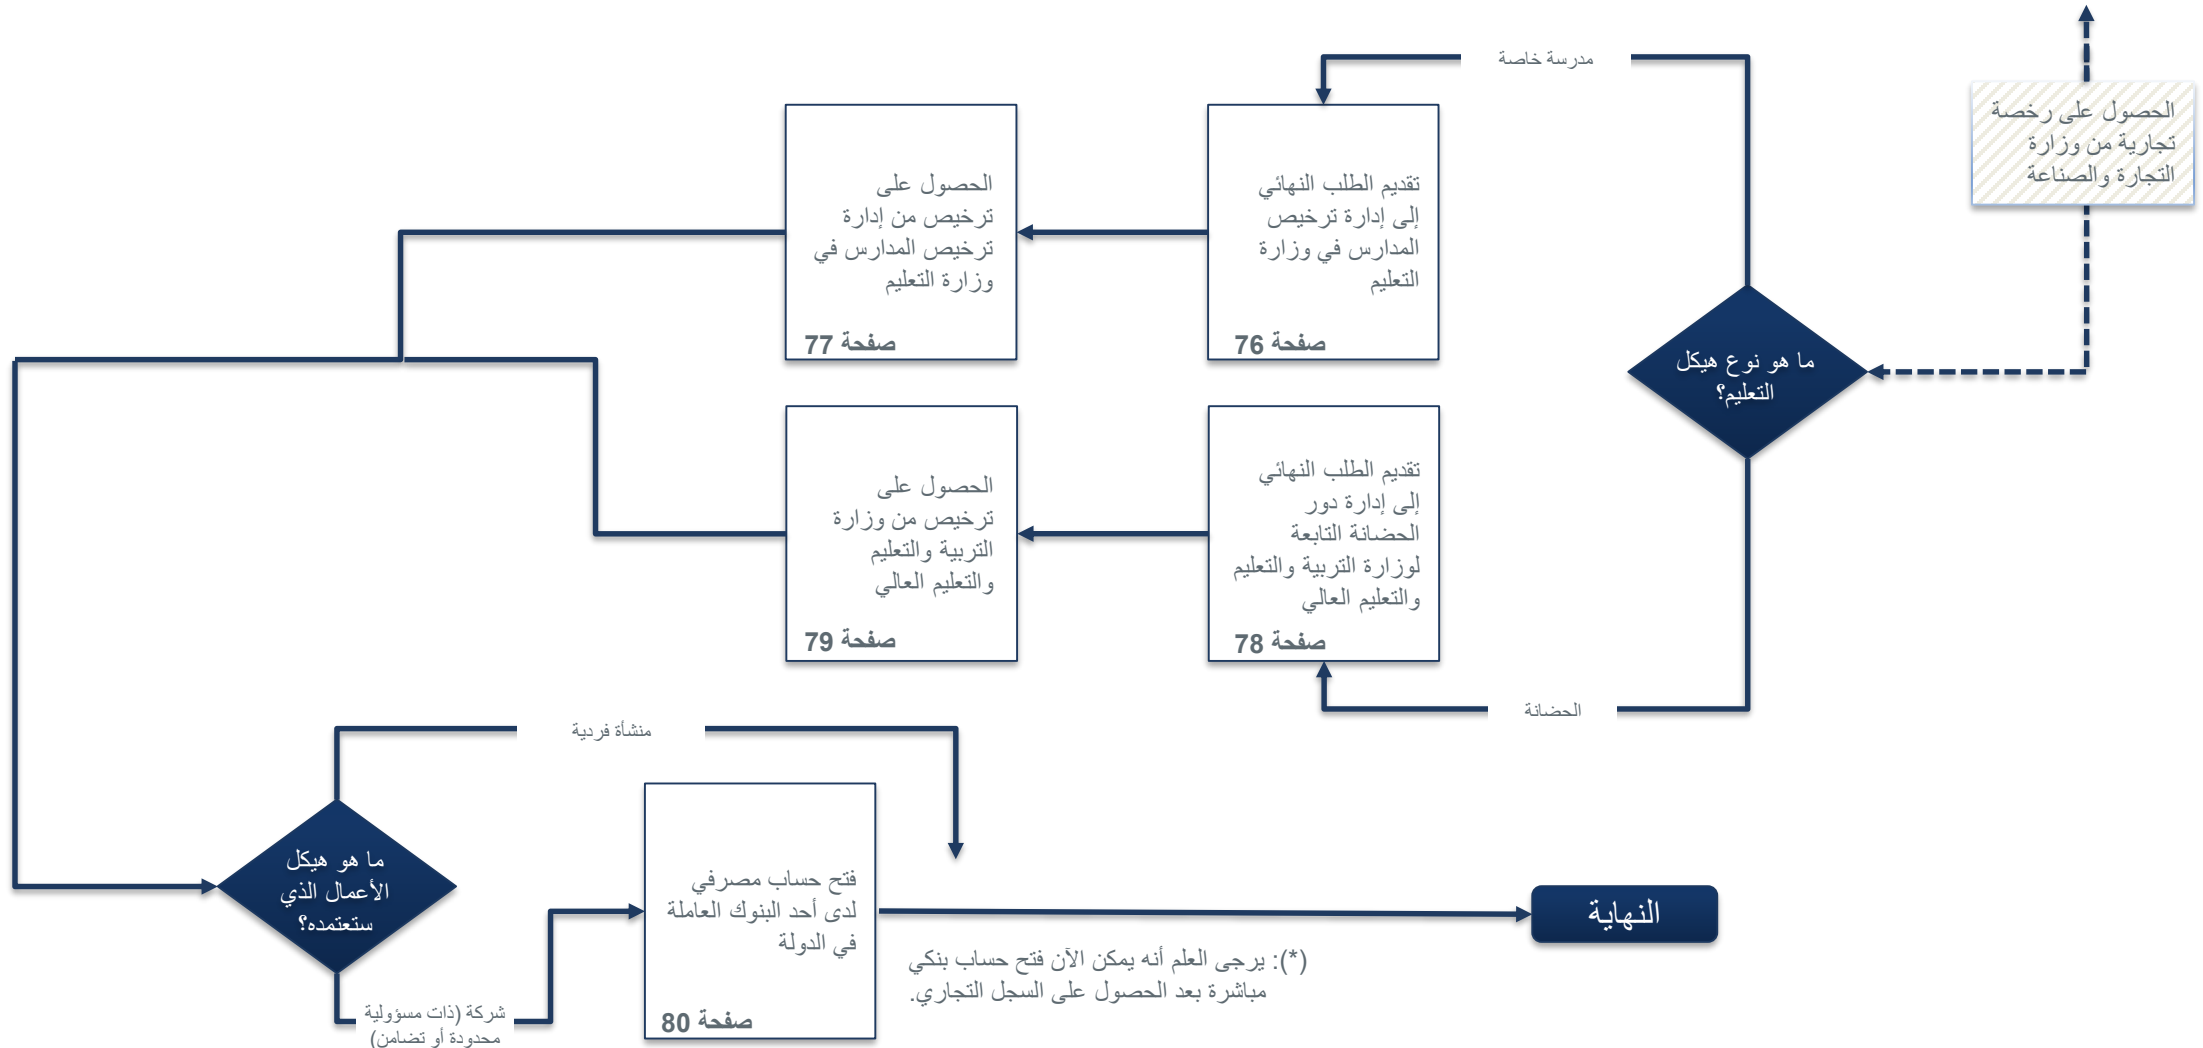 الحصول على رخصة
تجارية من وزارة
التجارة والصناعة
ما هو نوع هيكل
التعليم؟
مدرسة خاصة
تقديم الطلب النهائي
إلى إدارة ترخيص
المدارس في وزارة
التعليم
صفحة 76
الحصول على
ترخيص من إدارة
ترخيص المدارس في
وزارة التعليم
صفحة 77
الحضانة
تقديم الطلب النهائي
إلى إدارة دور
الحضانة التابعة
لوزارة التربية والتعليم
والتعليم العالي
صفحة 78
الحصول على
ترخيص من وزارة
التربية والتعليم
والتعليم العالي
صفحة 79
ما هو هيكل
الأعمال الذي
ستعتمده؟
منشأة فردية
شركة (ذات مسؤولية
محدودة أو تضامن)
فتح حساب مصرفي
لدى أحد البنوك العاملة
في الدولة
صفحة 80
(*): يرجى العلم أنه يمكن الآن فتح حساب بنكي
مباشرة بعد الحصول على السجل التجاري.
النهاية